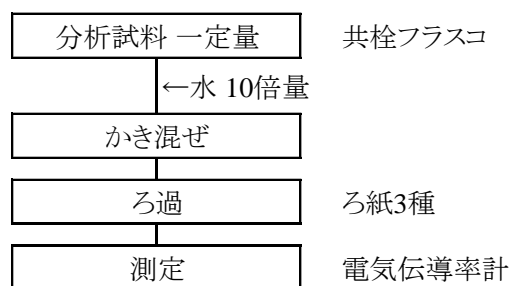 分析試料 一定量 共栓フラスコ
←水 10倍量
かき混ぜ
ろ過 ろ紙3種
測定 電気伝導率計